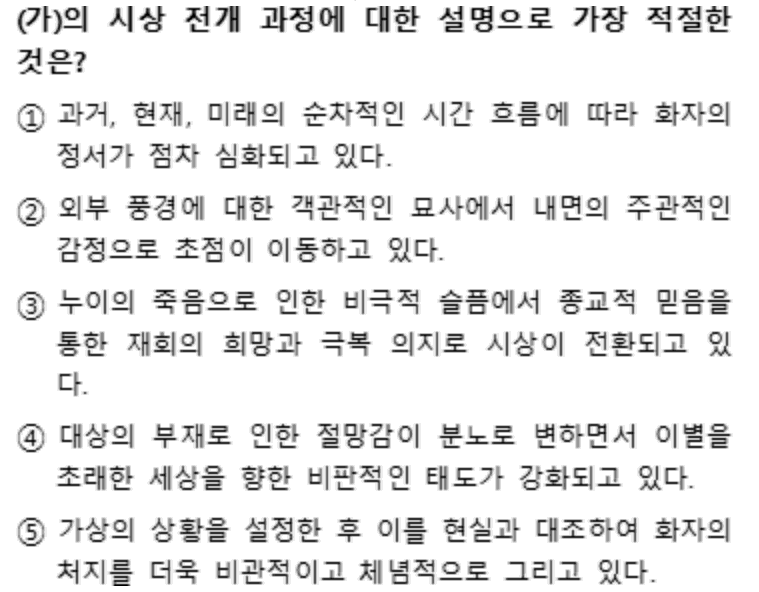 (가)의 시상 전개 과정에 대한 설명으로 가장 적절한
것은?
① 과거, 현재, 미래의 순차적인 시간 흐름에 따라 화자의
정서가 점차 심화되고 있다.
② 외부 풍경에 대한 객관적인 묘사에서 내면의 주관적인
감정으로 초점이 이동하고 있다.
③ 누이의 죽음으로 인한 비극적 슬픔에서 종교적 믿음을
통한 재회의 희망과 극복 의지로 시상이 전환되고 있
다.
④ 대상의 부재로 인한 절망감이 분노로 변하면서 이별을
초래한 세상을 향한 비판적인 태도가 강화되고 있다.
⑤ 가상의 상황을 설정한 후 이를 현실과 대조하여 화자의
처지를 더욱 비관적이고 체념적으로 그리고 있다.